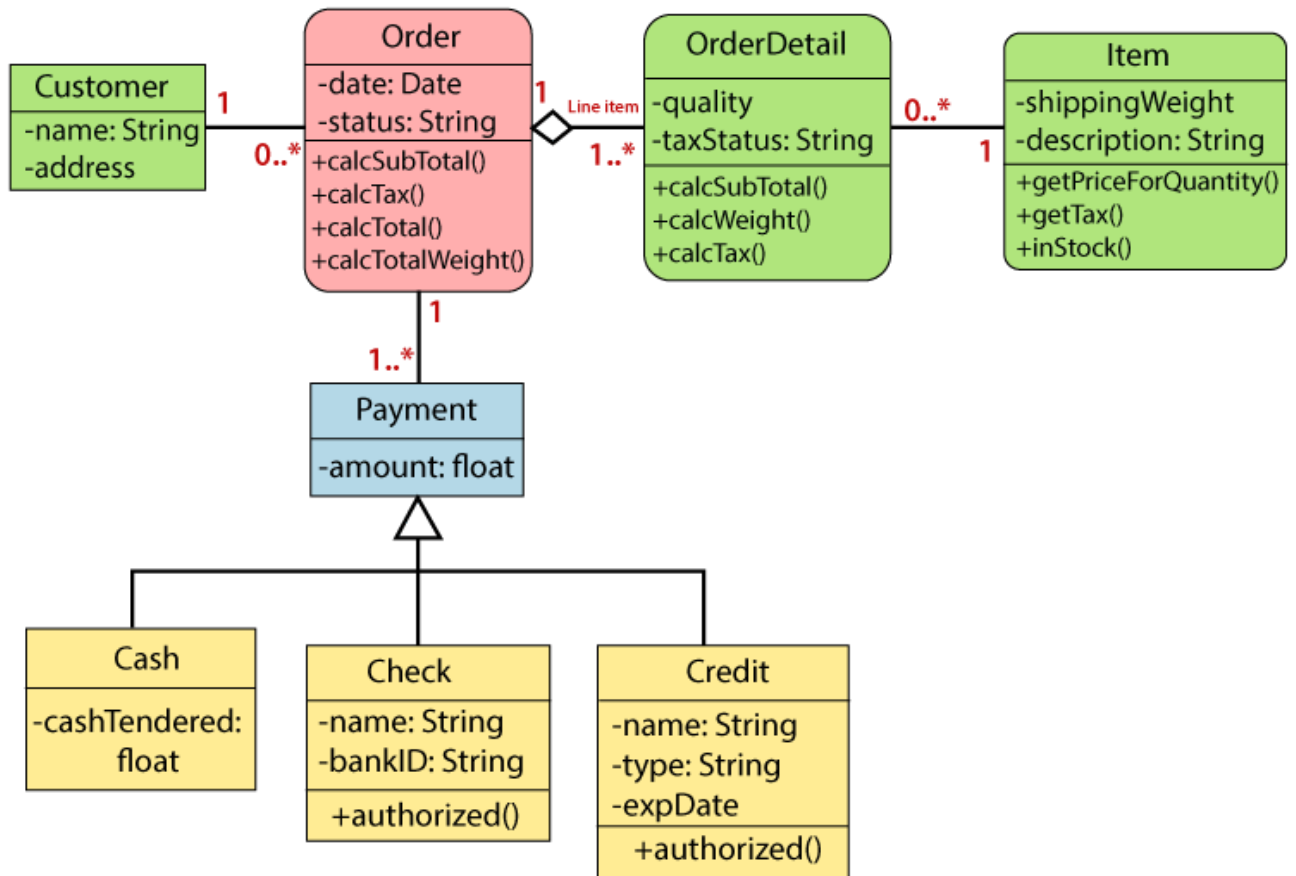 Customer
-name: String
-address
1
0..*
Order
-date: Date
-status: String
+calcSubTotal()
+calcTax()
+calcTotal()
+calcTotalWeight()
1
Line item
1..*
OrderDetail
-quality
-taxStatus: String
+calcSubTotal()
+calcWeight()
+calcTax()
0..*
1
Item
-shippingWeight
-description: String
+getPriceForQuantity()
+getTax()
+inStock()
1
1..*
Payment
-amount: float
Cash
-cashTendered:
float
Check
-name: String
-bankID: String
+authorized()
Credit
-name: String
-type: String
-expDate
+authorized()